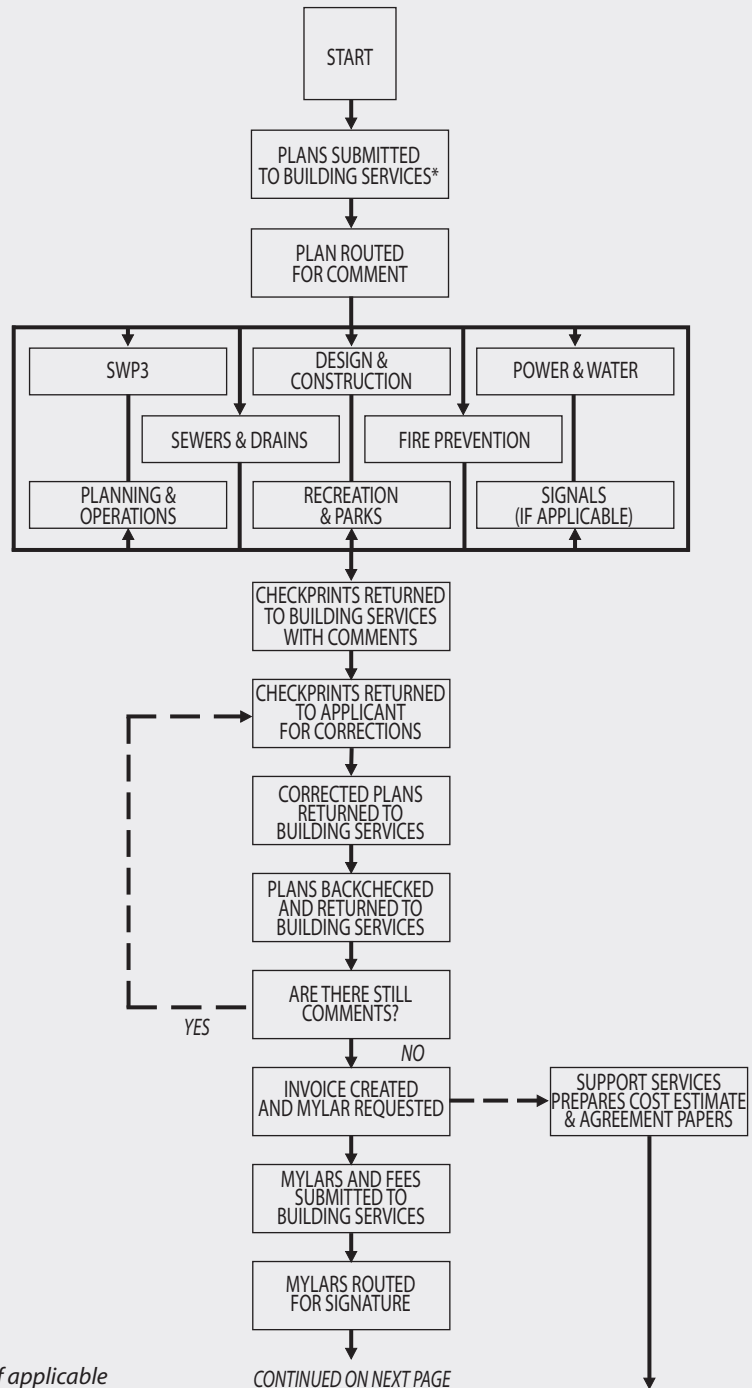 START
PLANS SUBMITTED
TO BUILDING SERVICES*
PLAN ROUTED
FOR COMMENT
SWP3
DESIGN &
CONSTRUCTION
POWER & WATER
SEWERS & DRAINS
FIRE PREVENTION
PLANNING &
OPERATIONS
RECREATION
& PARKS
SIGNALS
(IF APPLICABLE)
CHECKPRINTS RETURNED
TO BUILDING SERVICES
WITH COMMENTS
CHECKPRINTS RETURNED
TO APPLICANT
FOR CORRECTIONS
CORRECTED PLANS
RETURNED TO
BUILDING SERVICES
PLANS BACKCHECKED
AND RETURNED TO
BUILDING SERVICES
ARE THERE STILL
COMMENTS?
YES
NO
INVOICE CREATED
AND MYLAR REQUESTED
SUPPORT SERVICES
PREPARES COST ESTIMATE
& AGREEMENT PAPERS
MYLARS AND FEES
SUBMITTED TO
BUILDING SERVICES
MYLARS ROUTED
FOR SIGNATURE
applicable
CONTINUED ON NEXT PAGE